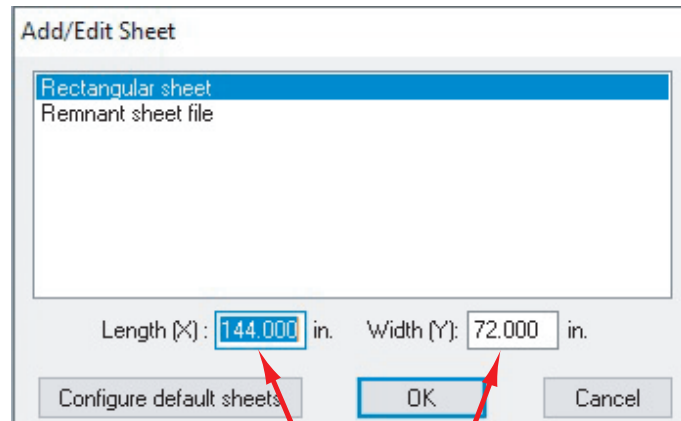 Add/Edit Sheet
Rectangular sheet
Remnant sheet file
Length (X) : 144.000 in. Width (Y): 72.000 in.
Configure default sheets OK Cancel